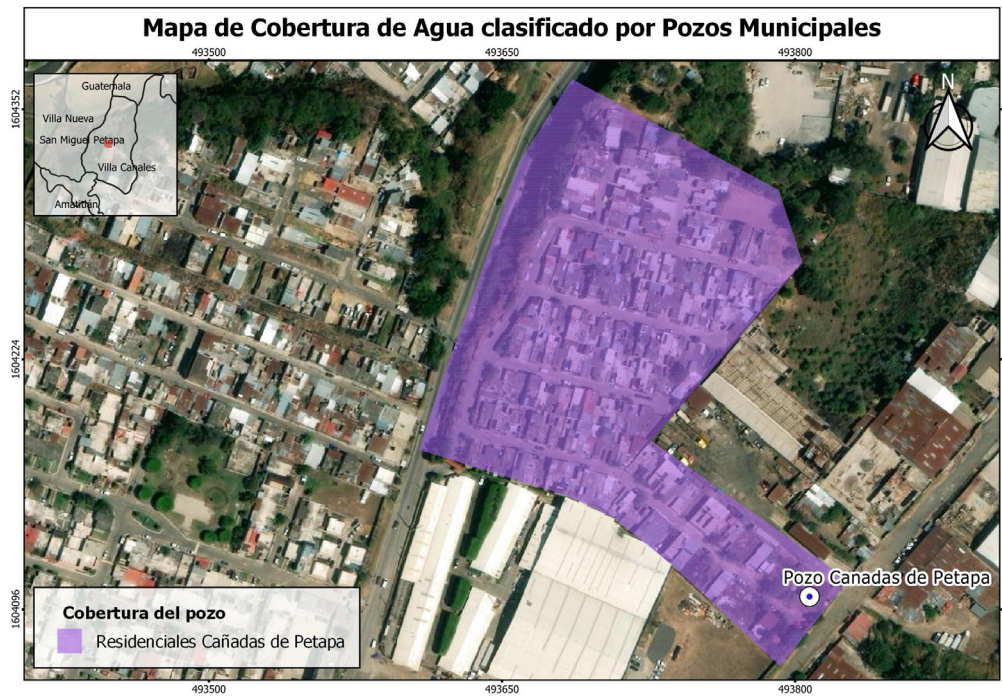 Mapa de Cobertura de Agua clasificado por Pozos Municipales
493500
493650
493800
1604352
1604224
1604096
Guatemala
Villa Nueva
San Miguel Petapa
Villa Canales
Amatitlán
N
Pozo Canadas de Petapa
Cobertura del pozo
Residenciales Cañadas de Petapa
493500
493650
493800